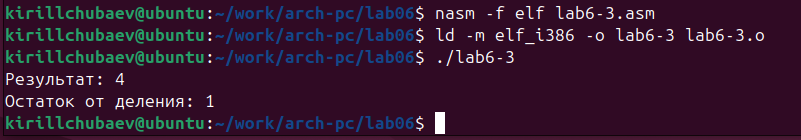 kirillchubaev@ubuntu:~/work/arch-pc/lab06$ nasm -f elf lab6-3.asm
kirillchubaev@ubuntu:~/work/arch-pc/lab06$ ld -m elf_i386 -o lab6-3 lab6-3.o
kirillchubaev@ubuntu:~/work/arch-pc/lab06$ ./lab6-3
Результат: 4
Остаток от деления: 1
kirillchubaev@ubuntu:~/work/arch-pc/lab06$